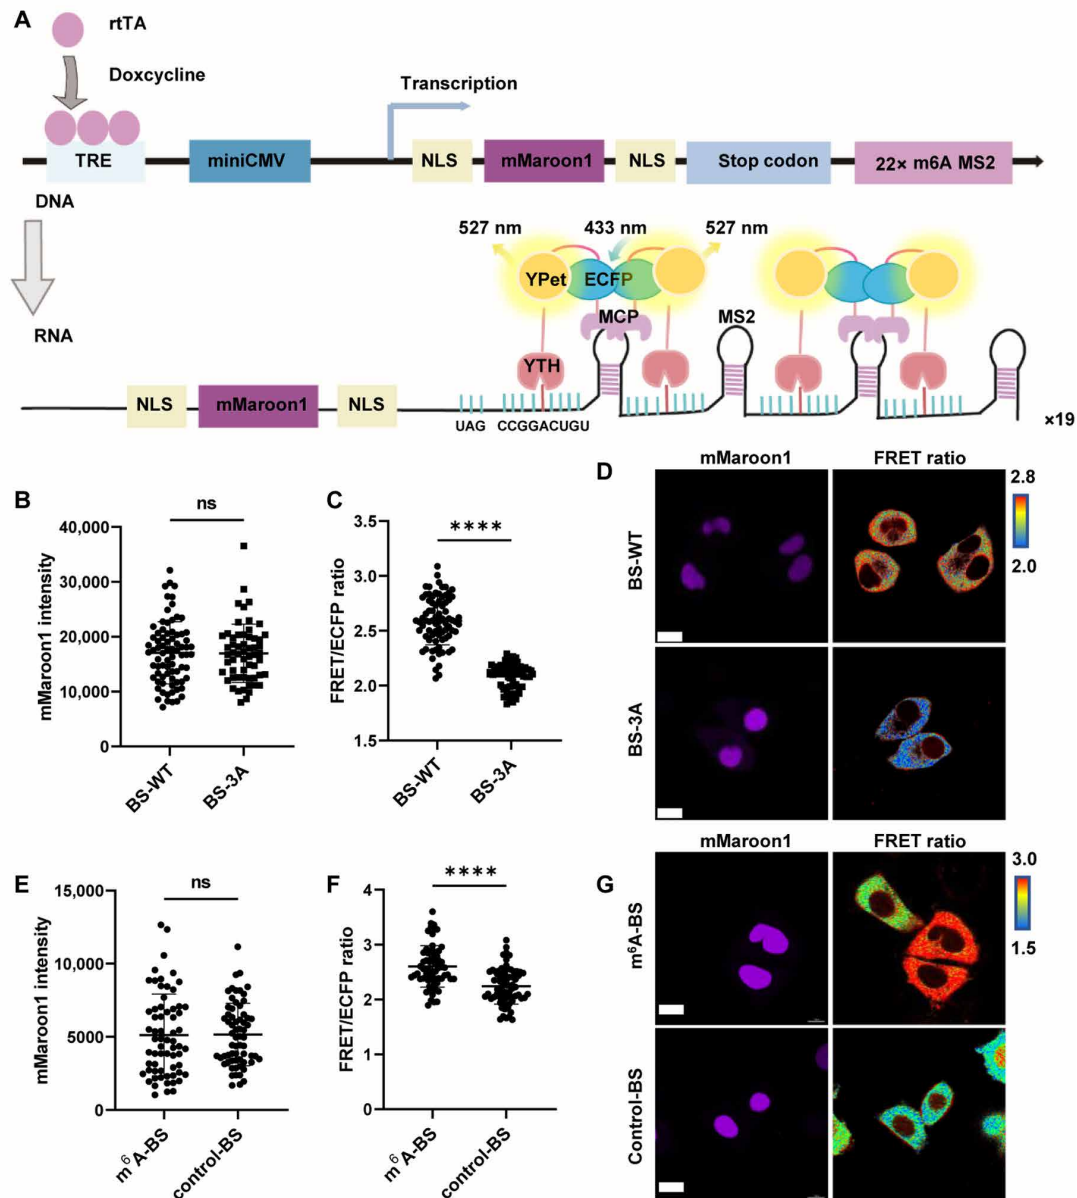 A
rtTA
Doxycycline
Transcription
TRE
miniCMV
NLS
mMaroon1
NLS
Stop codon
22× m6A MS2
DNA
527 nm
433 nm
527 nm
YPet
ECFP
MCP
MS2
RNA
YTH
NLS
mMaroon1
NLS
UAG
CCGGACUGU
×19
B
ns
mMaroon1 intensity
40,000
30,000
20,000
10,000
0
BS-WT
BS-3A
C
****
FRET/ECFP ratio
3.5
3.0
2.5
2.0
1.5
BS-WT
BS-3A
D
mMaroon1
FRET ratio
BS-WT
BS-3A
2.8
2.0
E
ns
mMaroon1 intensity
15,000
10,000
5000
0
m⁶A-BS
control-BS
F
****
FRET/ECFP ratio
4
3
2
1
0
m⁶A-BS
control-BS
G
mMaroon1
FRET ratio
m⁶A-BS
Control-BS
3.0
1.5